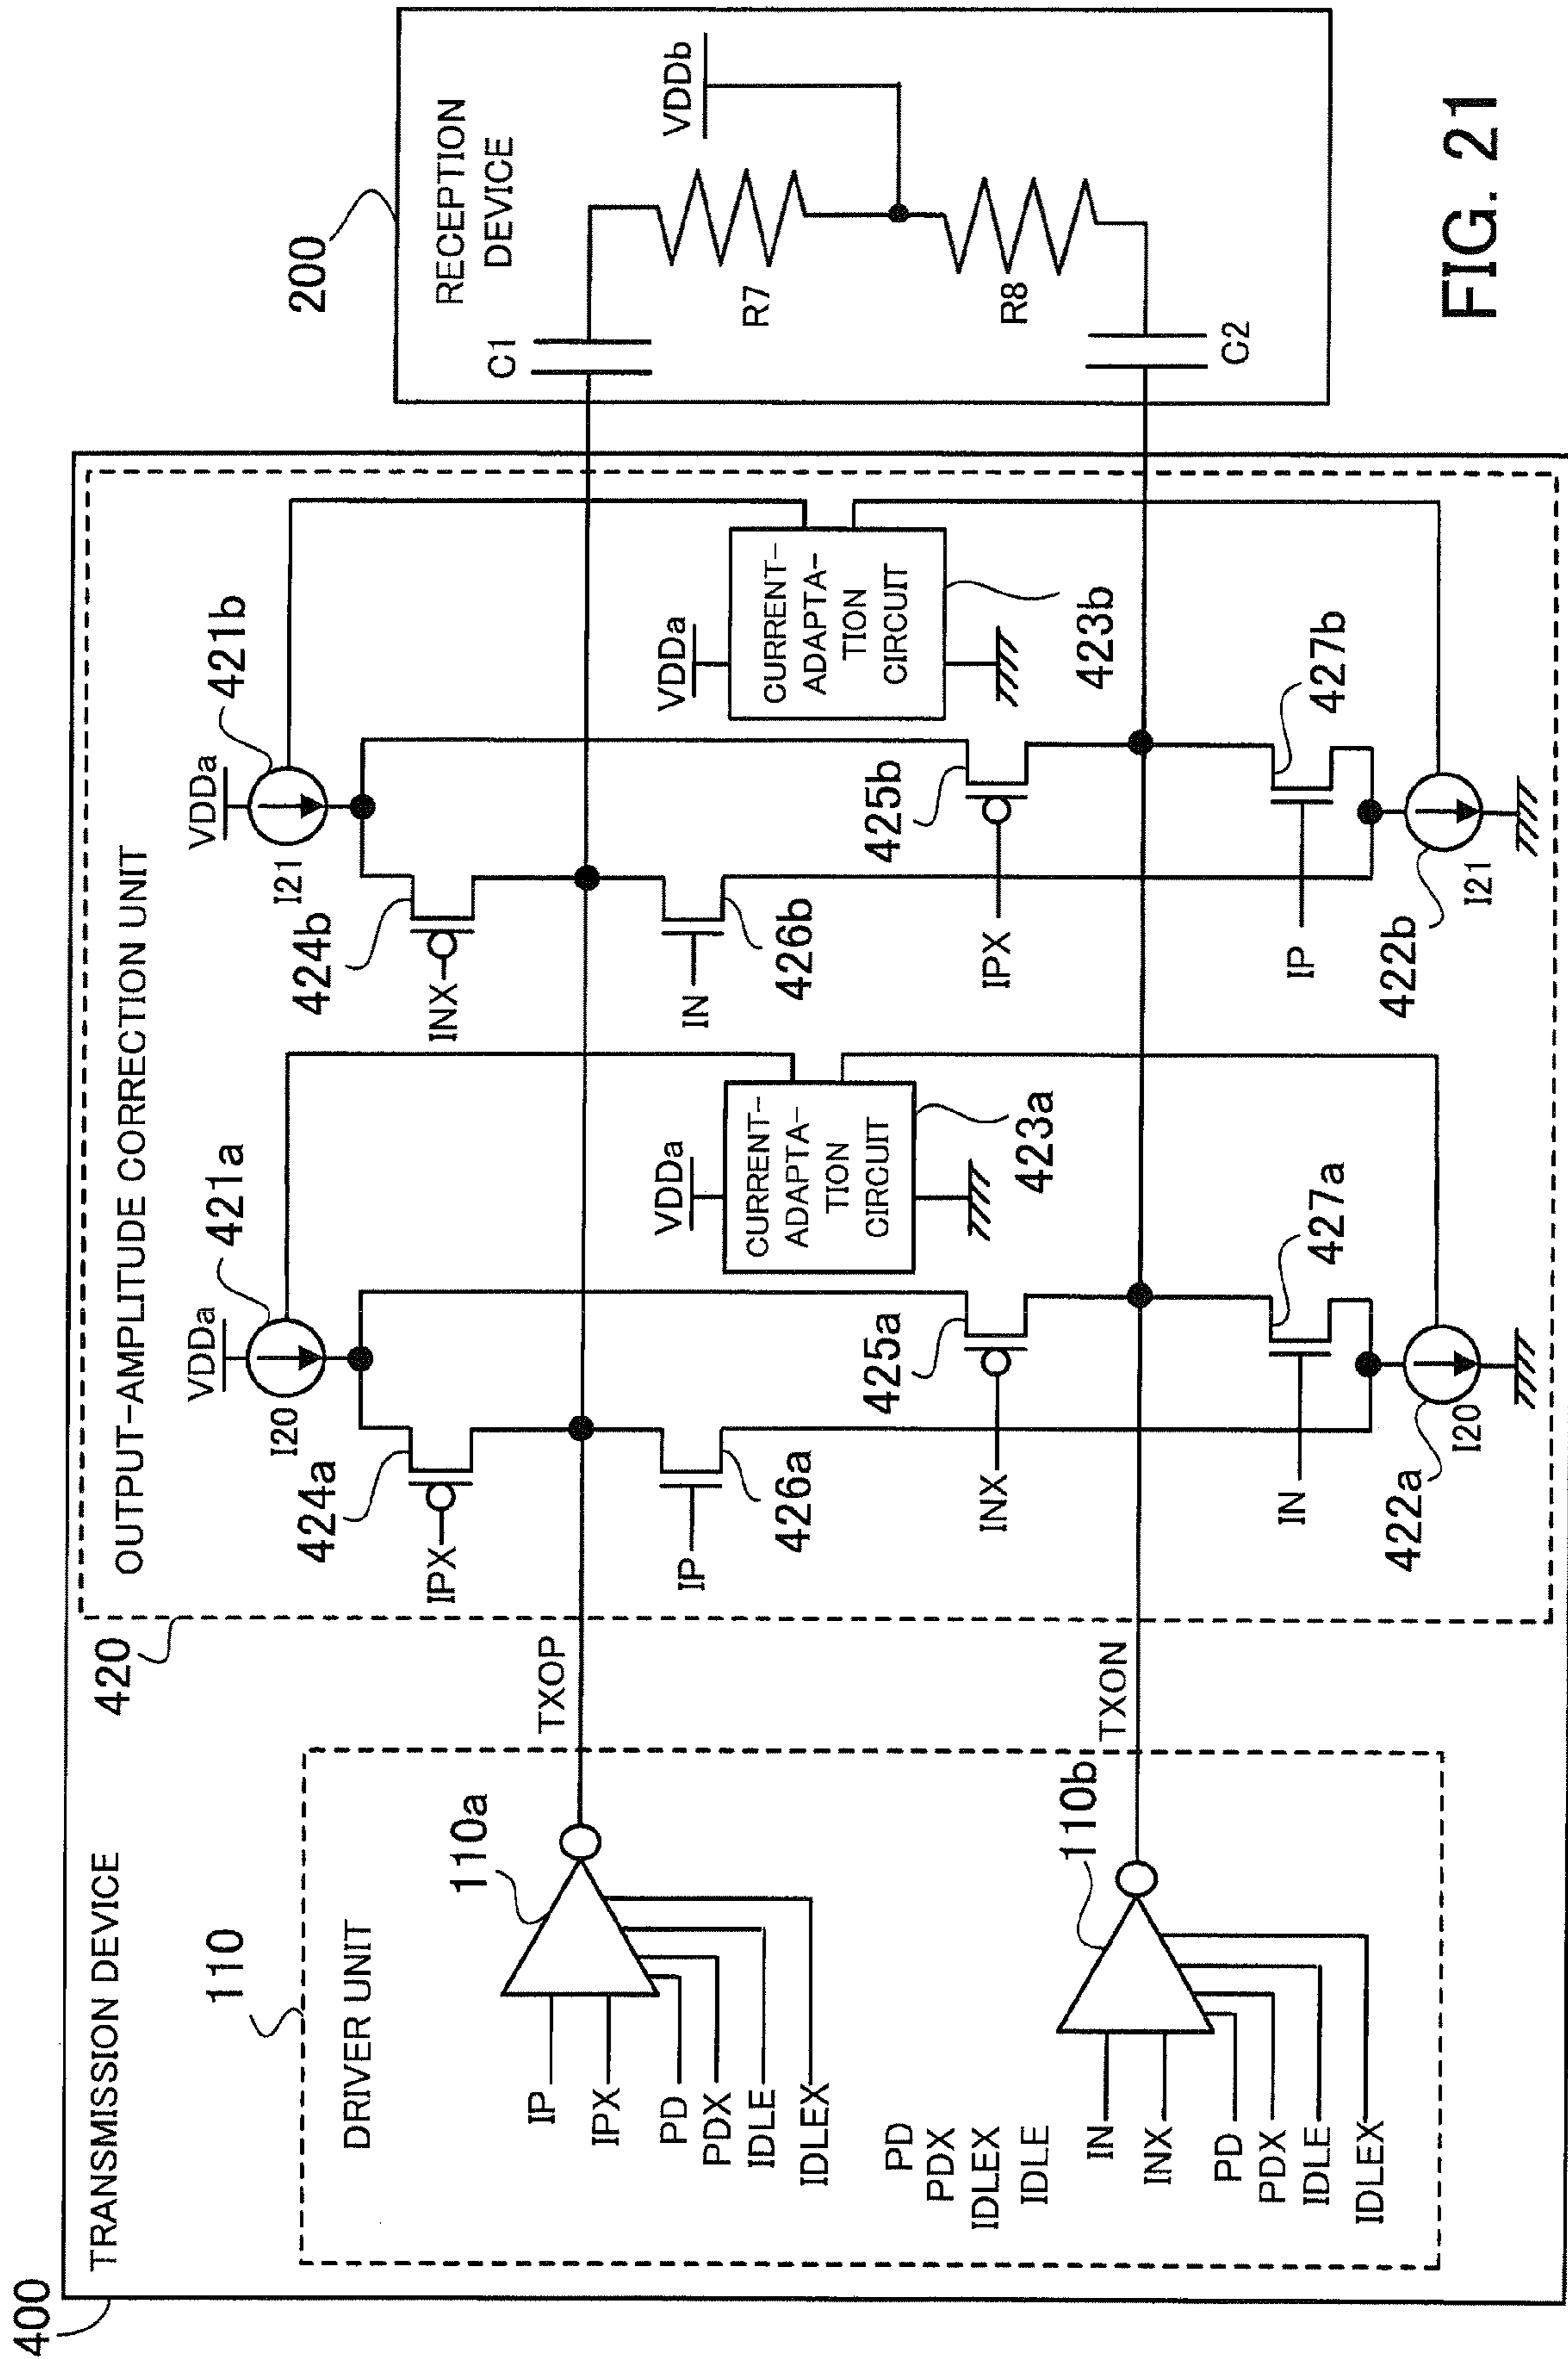 400
TRANSMISSION DEVICE
110
DRIVER UNIT
110a
IP
IPX
PD
PDX
IDLE
IDLEX
PD
PDX
IDLEX
IDLE
110b
IN
INX
PD
PDX
IDLE
IDLEX
TXOP
TXON
420
OUTPUT-AMPLITUDE CORRECTION UNIT
VDDa
421a
I20
424a
IPX
IP
426a
VDDa
CURRENT-
ADAPTA-
TION
CIRCUIT
423a
425a
INX
427a
IN
422a
I20
VDDa
421b
I21
424b
INX
IN
426b
VDDa
CURRENT-
ADAPTA-
TION
CIRCUIT
423b
425b
IPX
427b
IP
422b
I21
200
RECEPTION
DEVICE
C1
R7
VDDb
R8
C2
FIG. 21